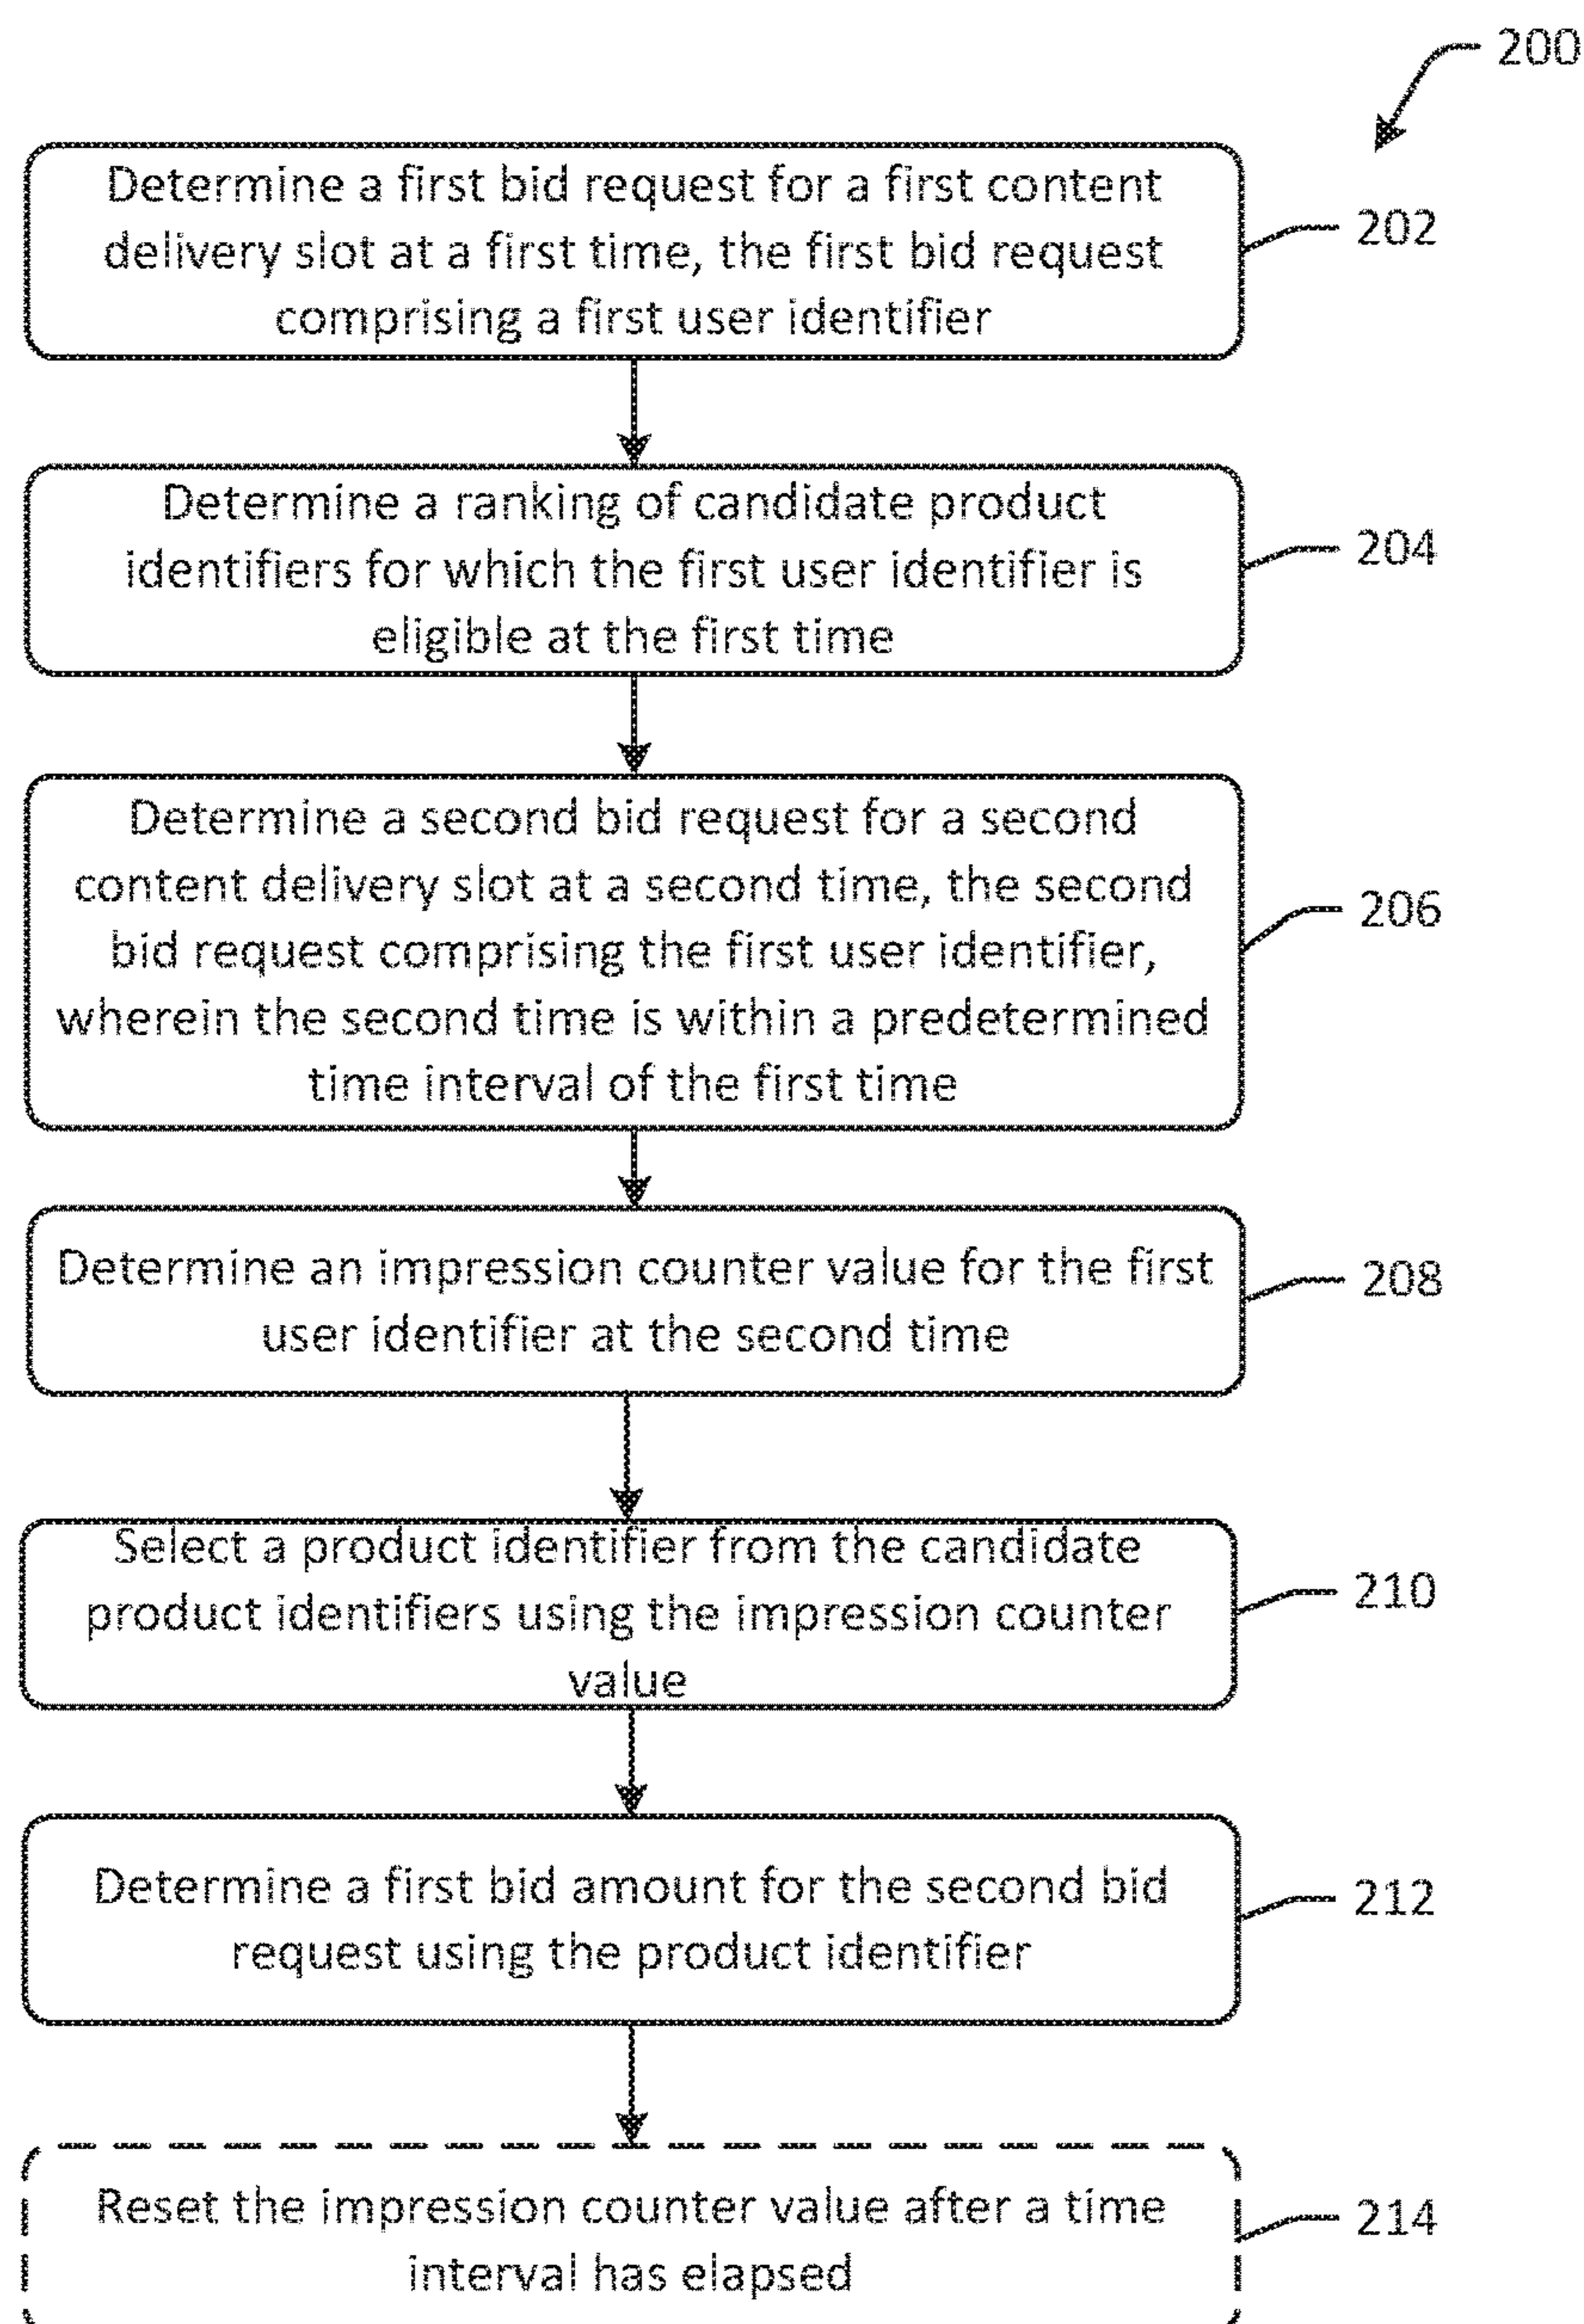 200
Determine a first bid request for a first content
delivery slot at a first time, the first bid request
comprising a first user identifier
202
Determine a ranking of candidate product
identifiers for which the first user identifier is
eligible at the first time
204
Determine a second bid request for a second
content delivery slot at a second time, the second
bid request comprising the first user identifier,
wherein the second time is within a predetermined
time interval of the first time
206
Determine an impression counter value for the first
user identifier at the second time
208
Select a product identifier from the candidate
product identifiers using the impression counter
value
210
Determine a first bid amount for the second bid
request using the product identifier
212
Reset the impression counter value after a time
interval has elapsed
214